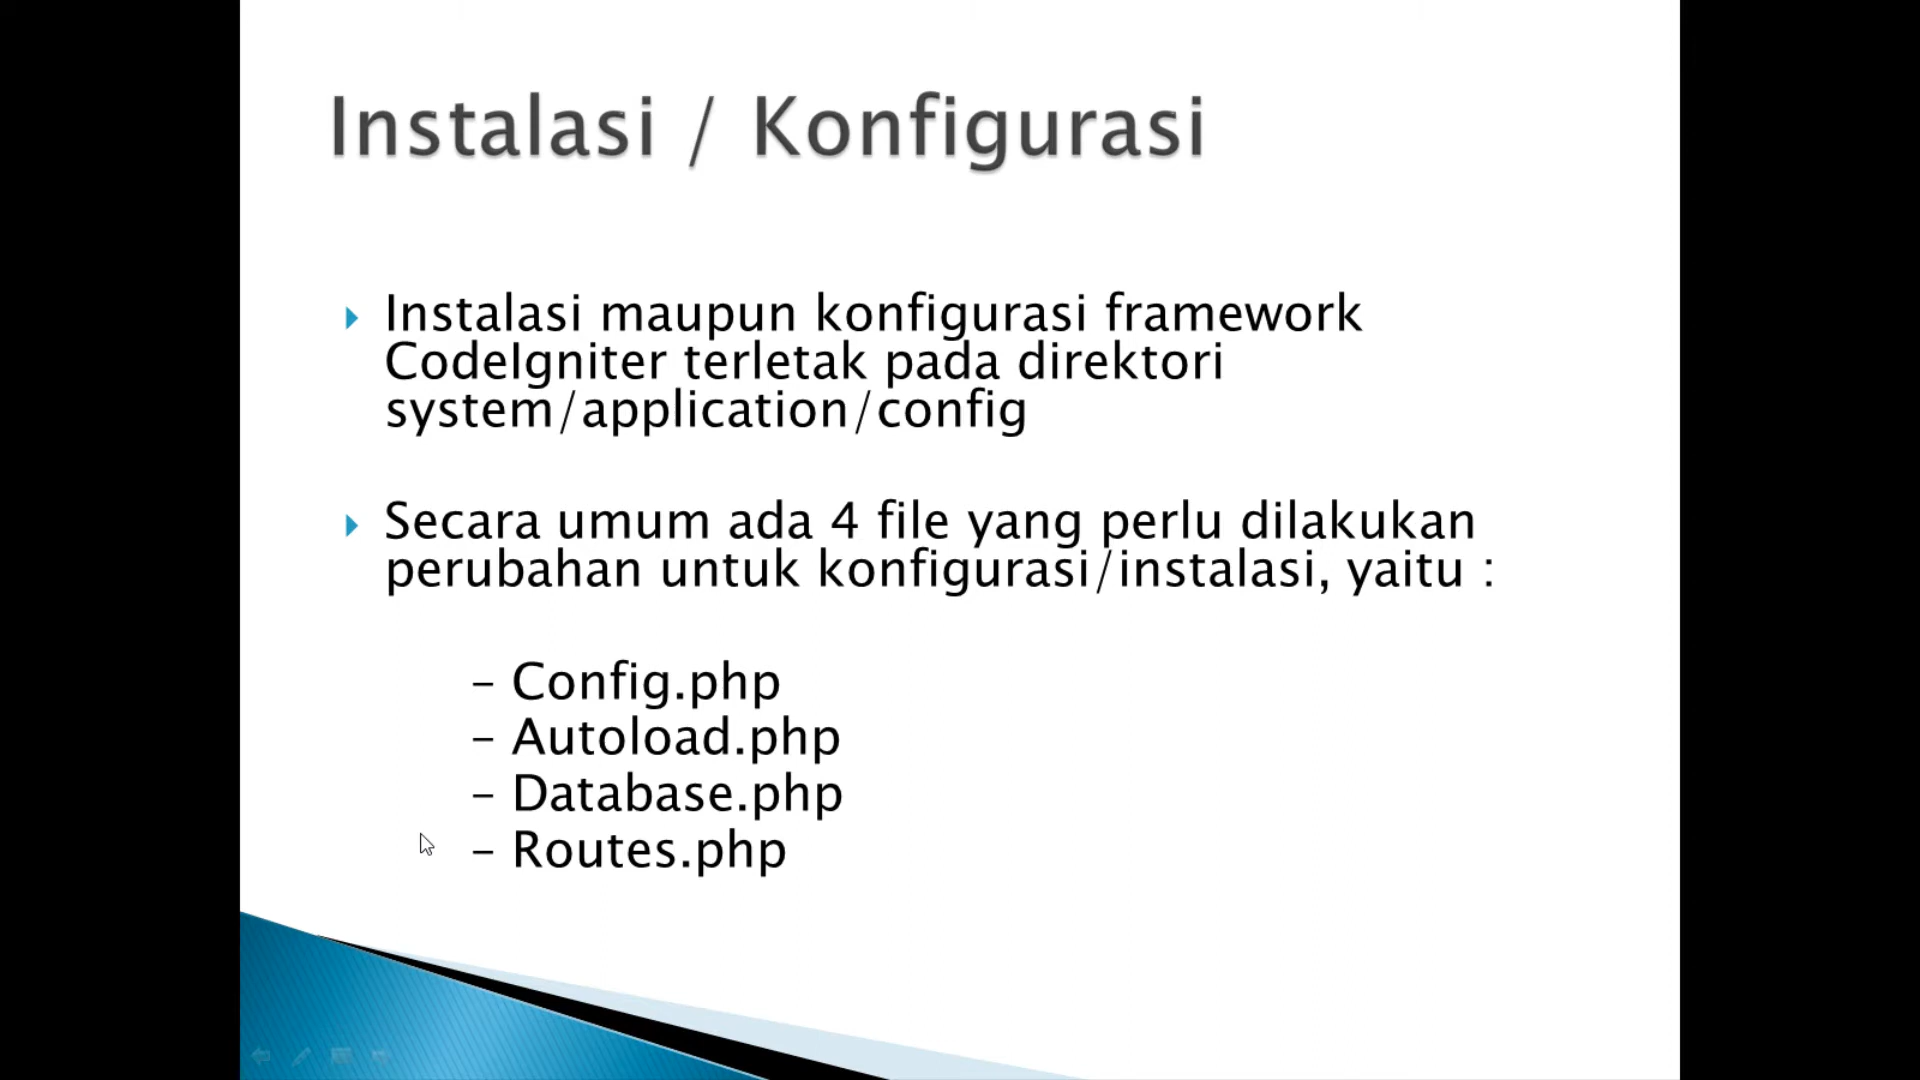 Instalasi / Konfigurasi
Instalasi maupun konfigurasi framework
CodeIgniter terletak pada direktori
system/application/config
Secara umum ada 4 file yang perlu dilakukan
perubahan untuk konfigurasi/instalasi, yaitu :
- Config.php
- Autoload.php
- Database.php
- Routes.php